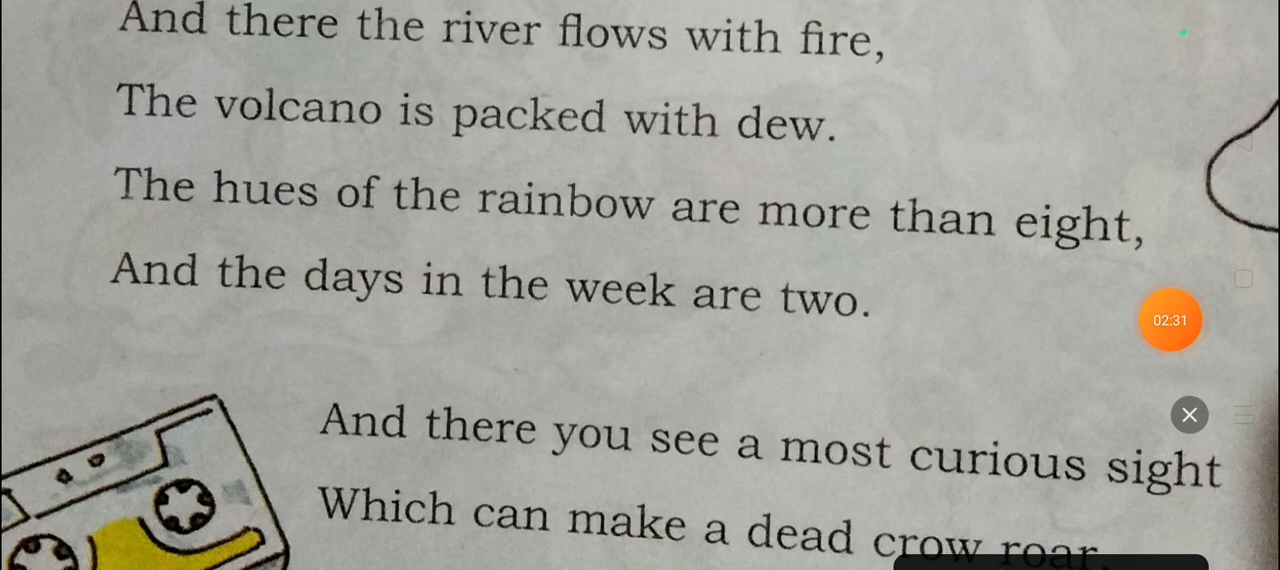 And there the river flows with fire,
The volcano is packed with dew.
The hues of the rainbow are more than eight,
And the days in the week are two.
02:31
And there you see a most curious sight
Which can make a dead crow roar.